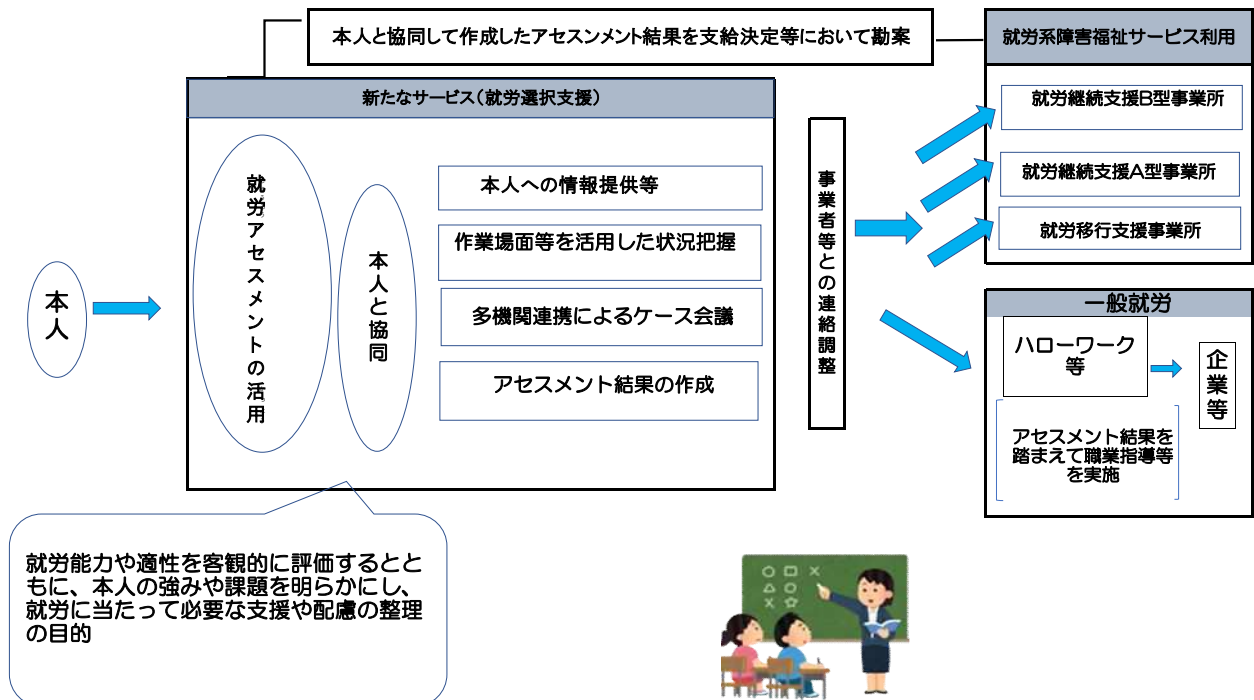 本人と協同して作成したアセスンメント結果を支給決定等において勘案
就労系障害福祉サービス利用
就労継続支援B型事業所
就労継続支援A型事業所
就労移行支援事業所
新たなサービス(就労選択支援)
本人
就労アセスメントの活用
本人と協同
本人への情報提供等
作業場面等を活用した状況把握
多機関連携によるケース会議
アセスメント結果の作成
事業者等との連絡調整
一般就労
ハローワーク
等
企業等
アセスメント結果を
踏まえて職業指導等
を実施
就労能力や適性を客観的に評価するとと
もに、本人の強みや課題を明らかにし、
就労に当たって必要な支援や配慮の整理
の目的